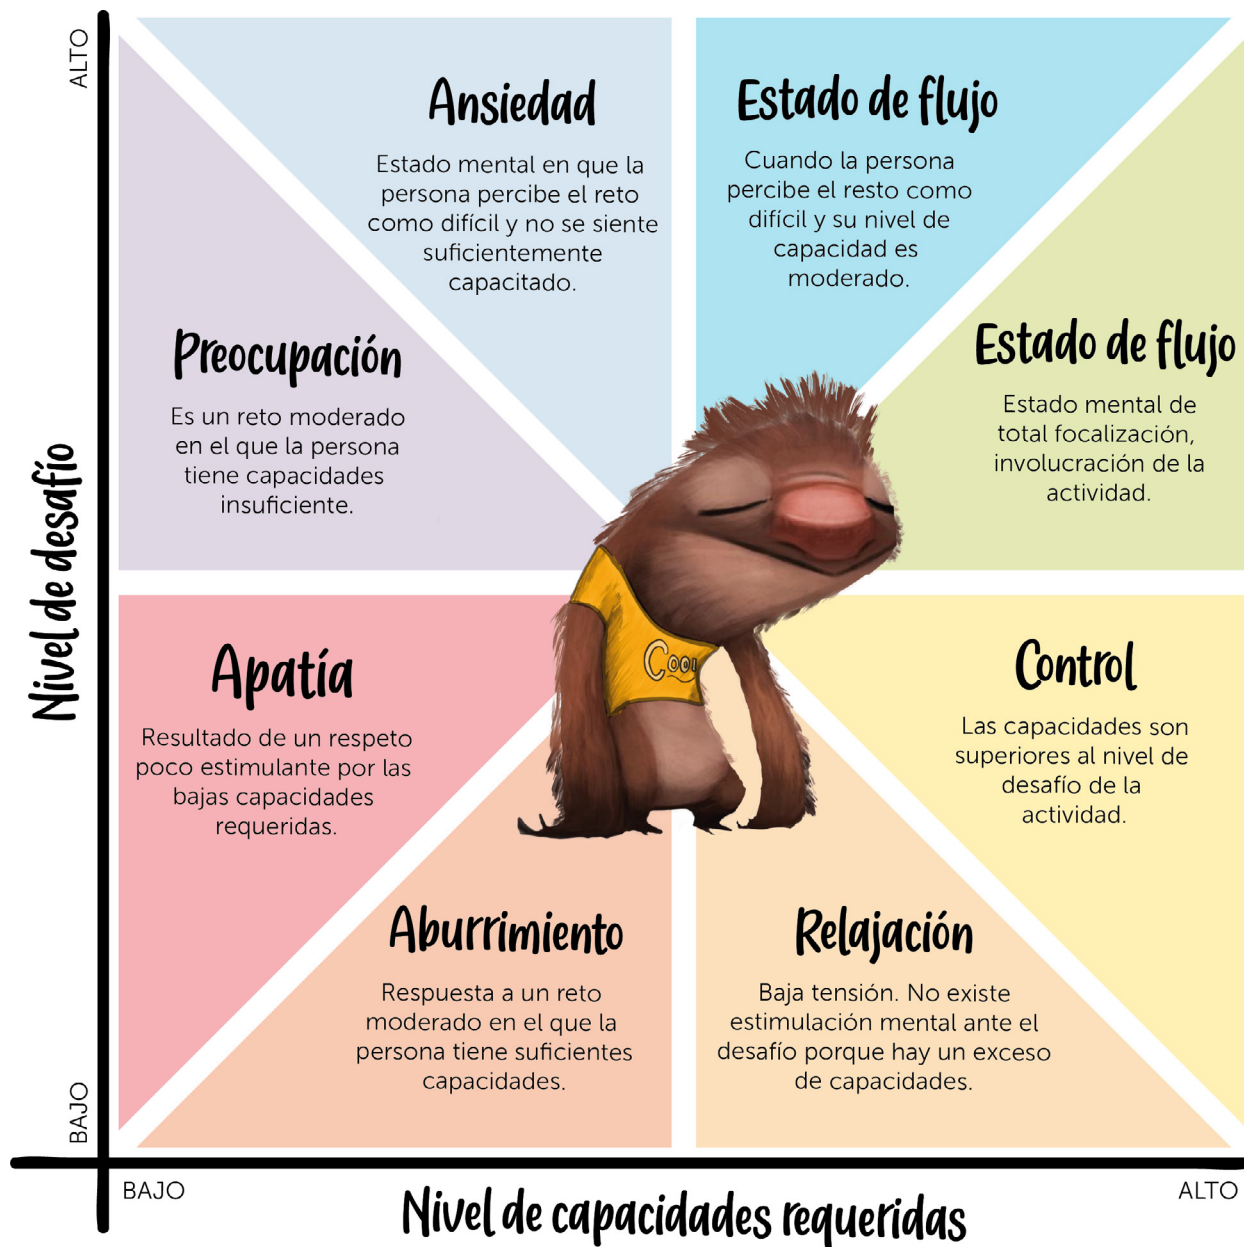 ALTO
Ansiedad
Estado mental en que la
persona percibe el reto
como difícil y no se siente
suficientemente
capacitado.
Estado de flujo
Cuando la persona
percibe el resto como
difícil y su nivel de
capacidad es
moderado.
Preocupación
Es un reto moderado
en el que la persona
tiene capacidades
insuficiente.
Estado de flujo
Estado mental de
total focalización,
involucración de la
actividad.
Nivel de desafío
Cool
Apatía
Resultado de un respeto
poco estimulante por las
bajas capacidades
requeridas.
Control
Las capacidades son
superiores al nivel de
desafío de la
actividad.
Aburrimiento
Respuesta a un reto
moderado en el que la
persona tiene suficientes
capacidades.
Relajación
Baja tensión. No existe
estimulación mental ante el
desafío porque hay un exceso
de capacidades.
BAJO
BAJO
Nivel de capacidades requeridas
ALTO